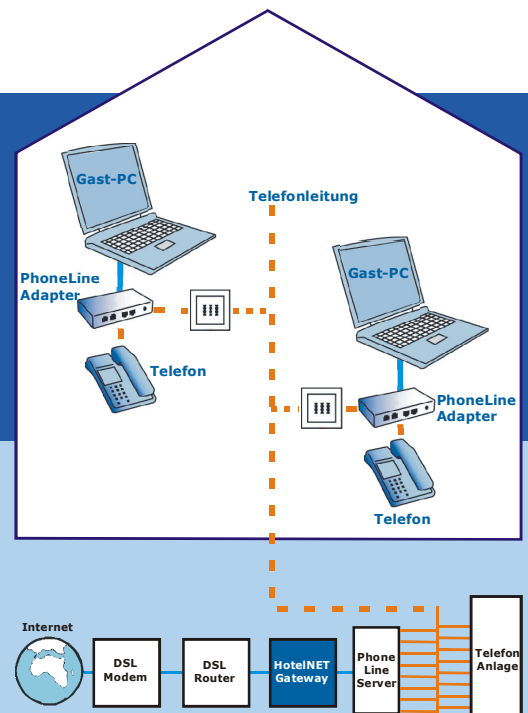 Gast-PC
Telefonleitung
PhoneLine
Adapter
Telefon
Gast-PC
PhoneLine
Adapter
Telefon
Internet
DSL
Modem
DSL
Router
HotelNET
Gateway
Phone
Line
Server
Telefon
Anlage